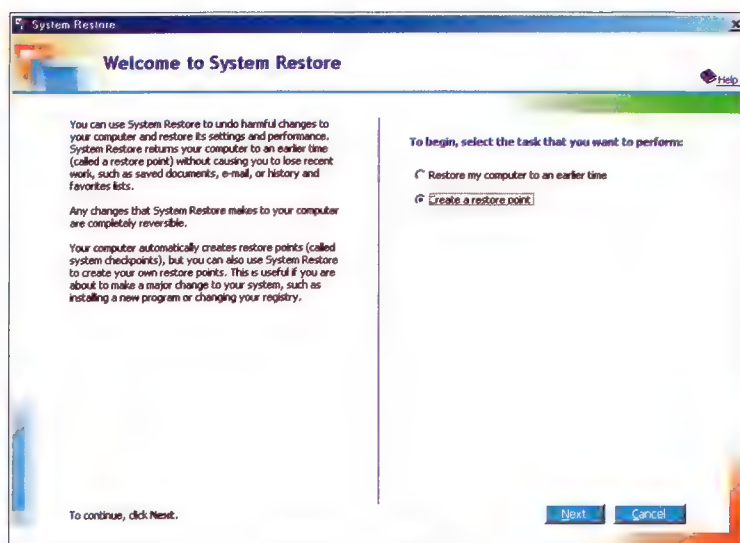 System Restore
Welcome to System Restore
Help
You can use System Restore to undo harmful changes to
your computer and restore its settings and performance.
System Restore returns your computer to an earlier time
(called a restore point) without causing you to lose recent
work, such as saved documents, e-mail, or history and
favorites lists.
Any changes that System Restore makes to your computer
are completely reversible.
Your computer automatically creates restore points (called
system checkpoints), but you can also use System Restore
to create your own restore points. This is useful if you are
about to make a major change to your system, such as
installing a new program or changing your registry.
To continue, click Next.
To begin, select the task that you want to perform:
Restore my computer to an earlier time
Create a restore point
Next
Cancel